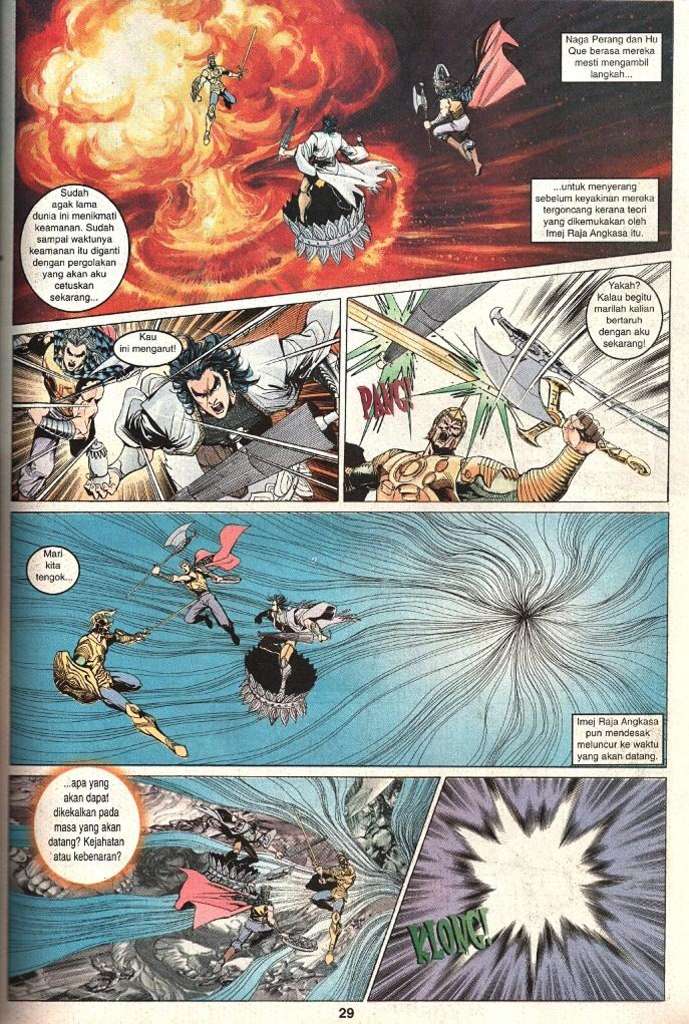 Naga Perang dan Hu
Que berasa mereka
mesti mengambil
langkah...
...untuk menyerang
sebelum keyakinan mereka
tergoncang kerana teori
yang dikemukakan oleh
Imej Raja Angkasa itu.
Sudah
agak lama
dunia ini menikmati
keamanan. Sudah
sampai waktunya
keamanan itu diganti
dengan pergolakan
yang akan aku
cetuskan
sekarang...
Kau
ini mengarut!
Yakah?
Kalau begitu
marilah kalian
bertaruh
dengan aku
sekarang!
PANG!
Mari
kita
tengok...
Imej Raja Angkasa
pun mendesak
meluncur ke waktu
yang akan datang.
...apa yang
akan dapat
dikekalkan pada
masa yang akan
datang? Kejahatan
atau kebenaran?
KLONG!
29